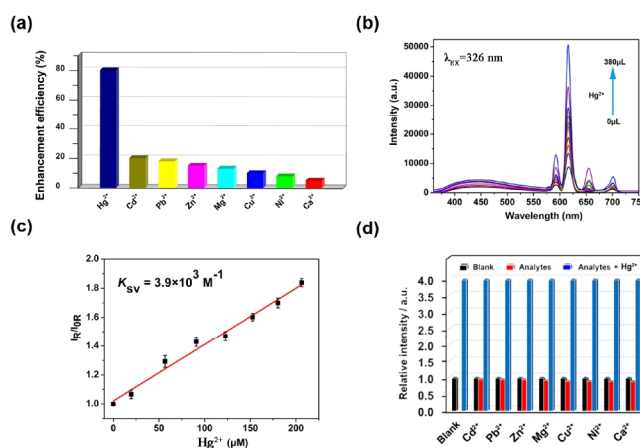 (a)
Enhancement efficiency (%)
80
60
40
20
0
Hg²⁺ Cd²⁺ Pb²⁺ Zn²⁺ Mg²⁺ Cu²⁺ Ni²⁺ Ca²⁺
(b)
Intensity (a.u.)
50000
40000
30000
20000
10000
0
λEX=326 nm
380μL
Hg²⁺
0μL
400 450 500 550 600 650 700 750
Wavelength (nm)
(c)
IR/I0R
2.0
1.8
1.6
1.4
1.2
1.0
KSV = 3.9×10³ M⁻¹
0 50 100 150 200
Hg²⁺ (μM)
(d)
Blank Analytes Analytes + Hg²⁺
Relative intensity / a.u.
4.0
3.5
3.0
2.5
2.0
1.5
1.0
0.5
0.0
Blank Cd²⁺ Pb²⁺ Zn²⁺ Mg²⁺ Cu²⁺ Ni²⁺ Ca²⁺